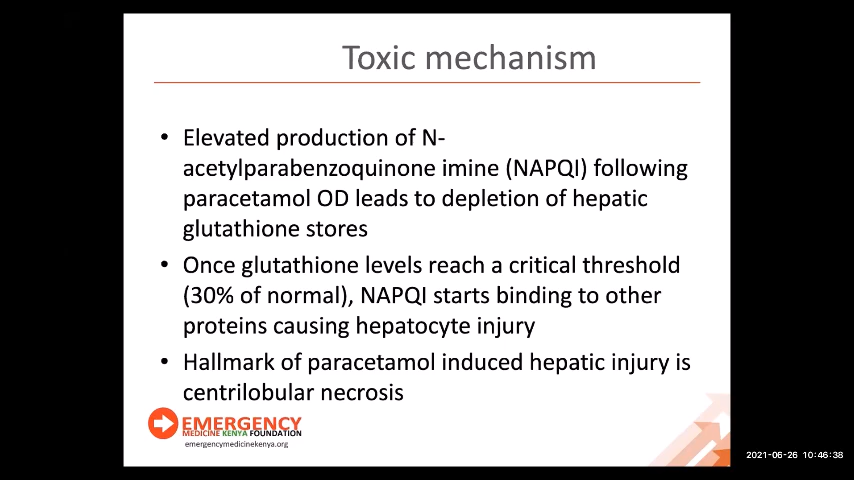 Toxic mechanism
• Elevated production of N-
acetylparabenzoquinone imine (NAPQI) following
paracetamol OD leads to depletion of hepatic
glutathione stores
• Once glutathione levels reach a critical threshold
(30% of normal), NAPQI starts binding to other
proteins causing hepatocyte injury
• Hallmark of paracetamol induced hepatic injury is
centrilobular necrosis
EMERGENCY
MEDICINE KENYA FOUNDATION
emergencymedicinekenya.org
2021-06-26 10:46:38